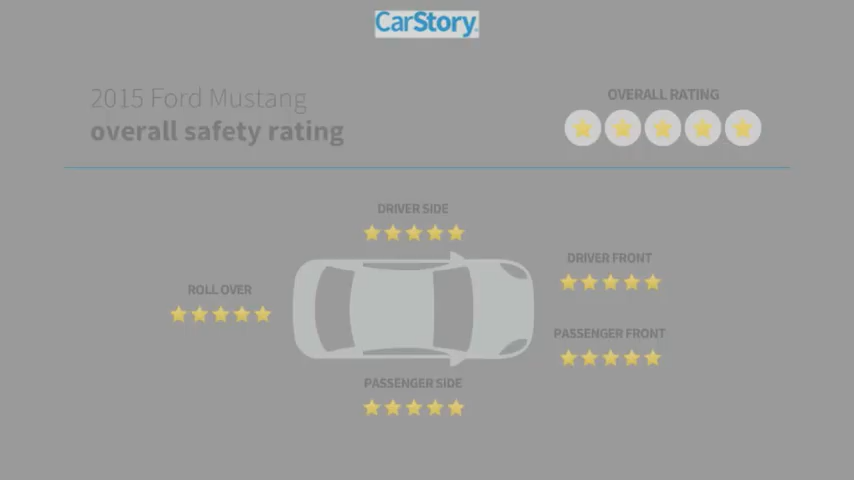 CarStory
2015 Ford Mustang
overall safety rating
OVERALL RATING
DRIVER SIDE
DRIVER FRONT
ROLL OVER
PASSENGER FRONT
PASSENGER SIDE